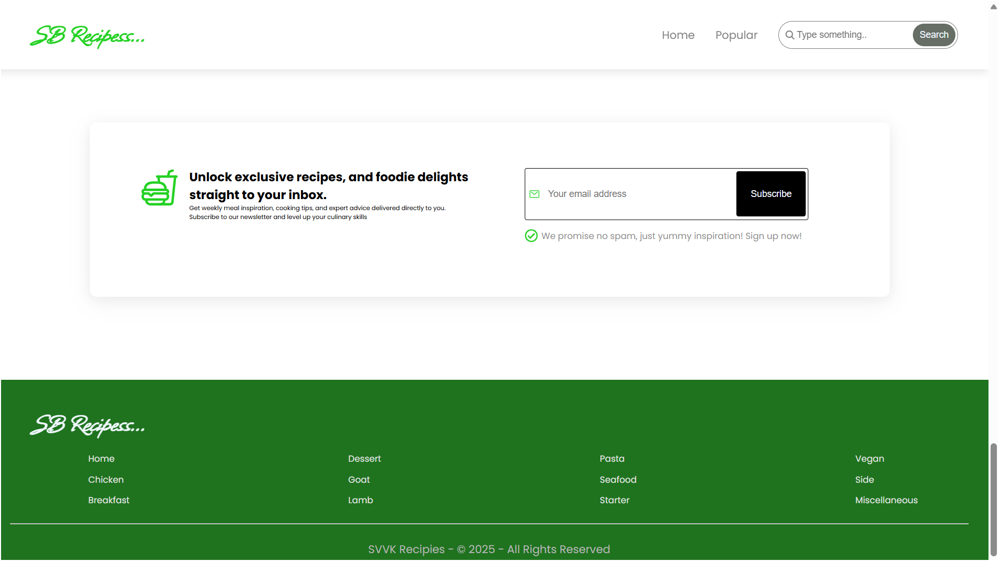 SB Recipess...
Home
Popular
Type something..
Search
Unlock exclusive recipes, and foodie delights
straight to your inbox.
Get weekly meal inspiration, cooking tips, and expert advice delivered directly to you.
Subscribe to our newsletter and level up your culinary skills
Your email address
Subscribe
We promise no spam, just yummy inspiration! Sign up now!
SB Recipess...
Home
Chicken
Breakfast
Dessert
Goat
Lamb
Pasta
Seafood
Starter
Vegan
Side
Miscellaneous
SVVK Recipies - © 2025 - All Rights Reserved